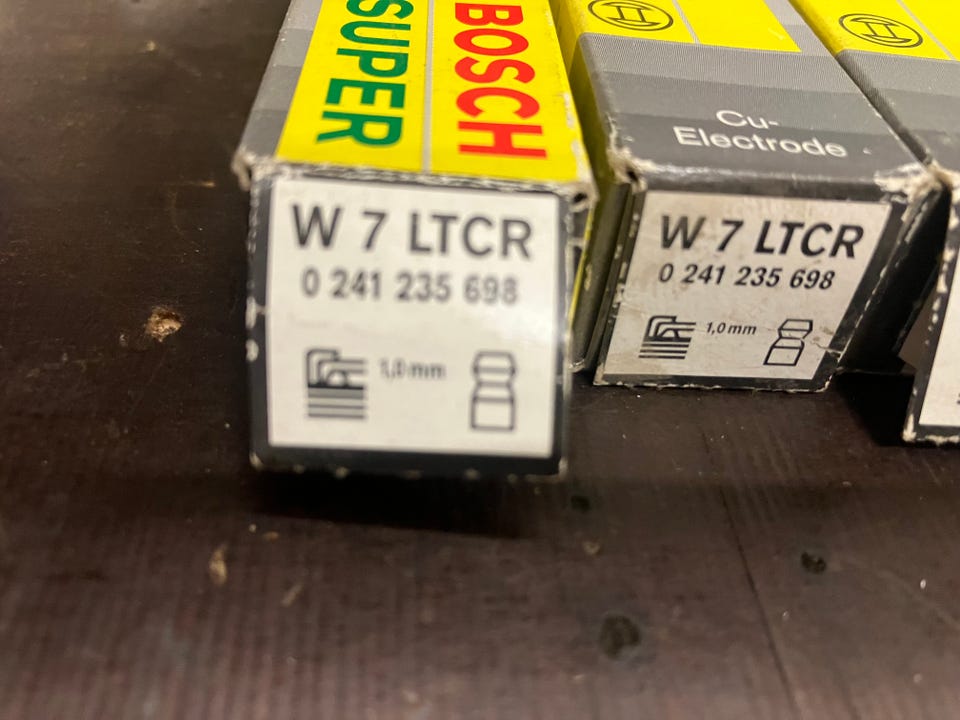 SUPER
BOSCH
W 7 LTCR
0 241 235 698
1,0 mm
Cu-
Electrode
W 7 LTCR
0 241 235 698
1,0 mm